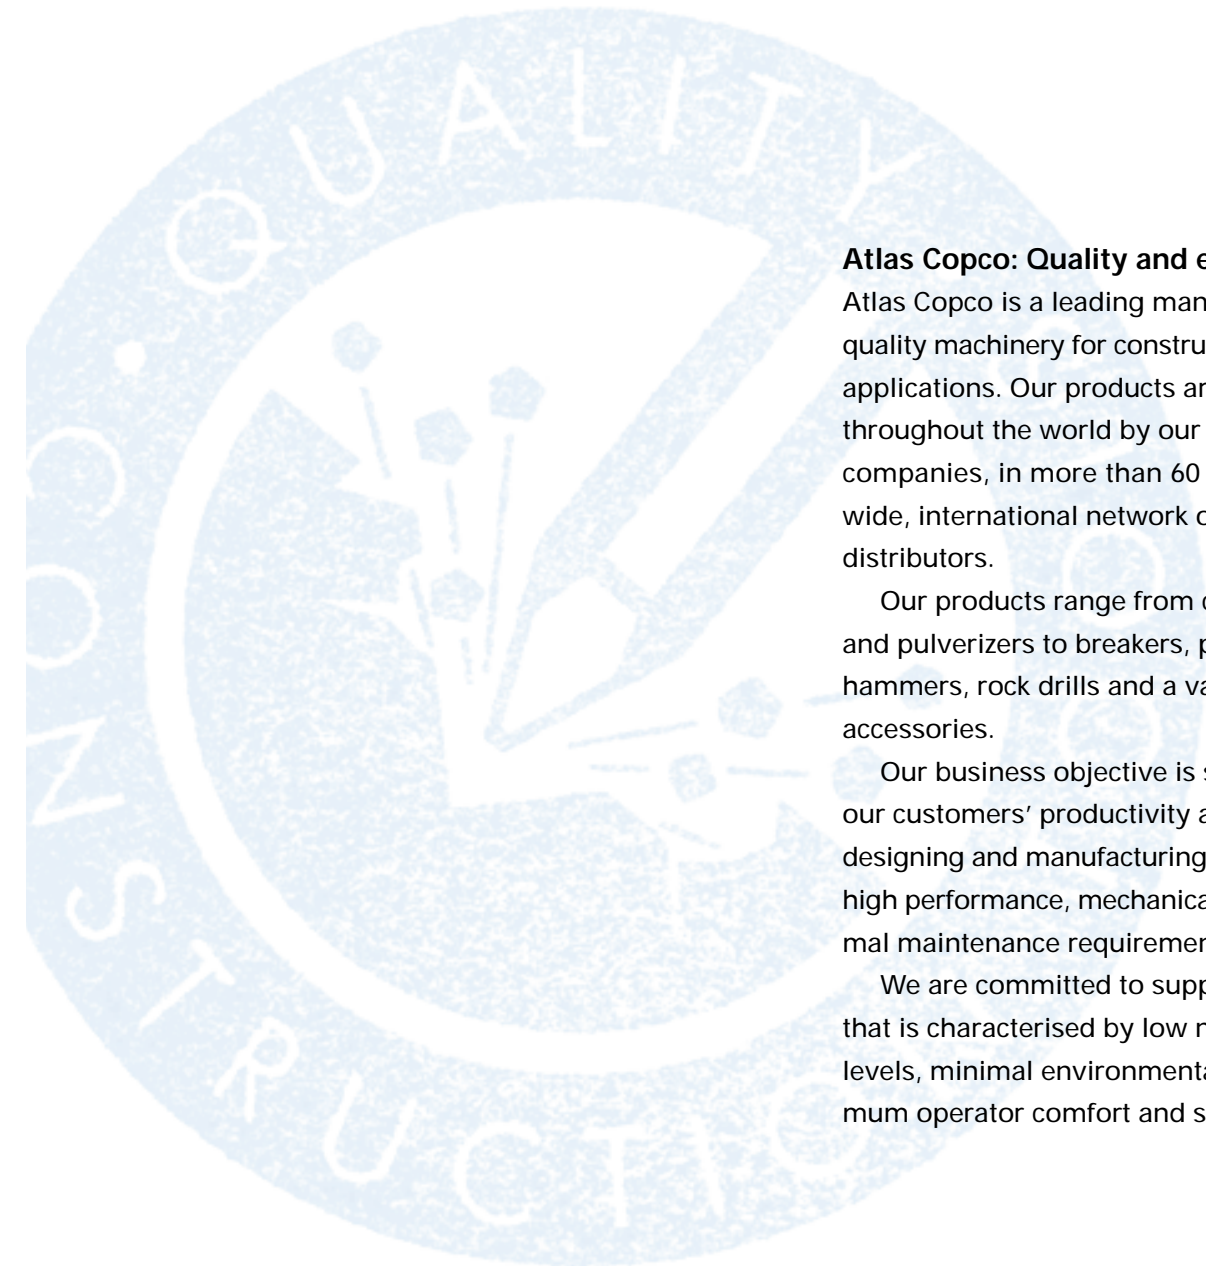 QUALITY
CONSTRUCTION
Atlas Copco: Quality and e
Atlas Copco is a leading man
quality machinery for constru
applications. Our products ar
throughout the world by our
companies, in more than 60
wide, international network o
distributors.
Our products range from d
and pulverizers to breakers, p
hammers, rock drills and a va
accessories.
Our business objective is s
our customers’ productivity a
designing and manufacturing
high performance, mechanica
mal maintenance requiremen
We are committed to supp
that is characterised by low n
levels, minimal environmenta
mum operator comfort and s